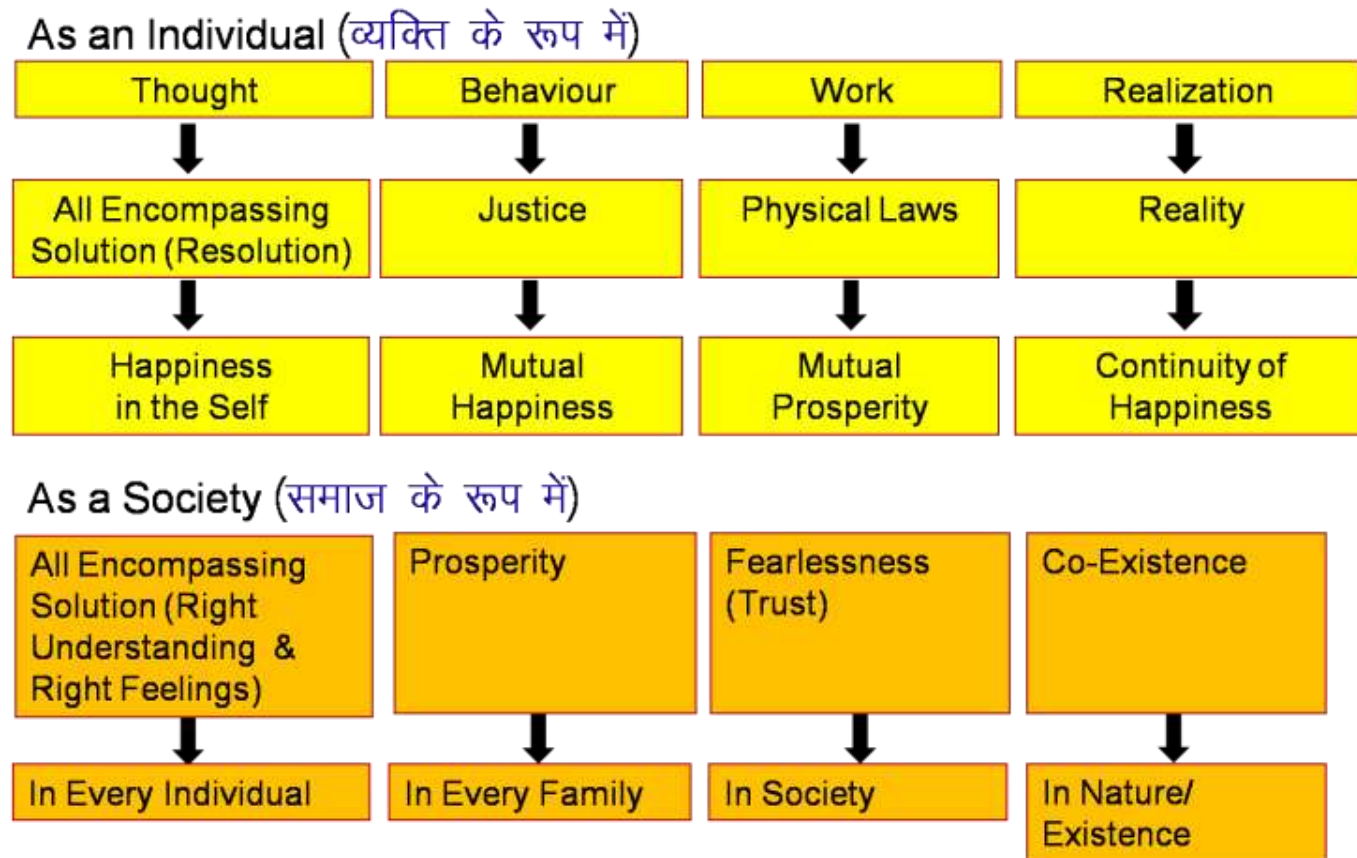 As an Individual (व्यक्ति के रूप में)
Thought
Behaviour
Work
Realization
All Encompassing
Solution (Resolution)
Justice
Physical Laws
Reality
Happiness
in the Self
Mutual
Happiness
Mutual
Prosperity
Continuity of
Happiness
As a Society (समाज के रूप में)
All Encompassing
Solution (Right
Understanding &
Right Feelings)
Prosperity
Fearlessness
(Trust)
Co-Existence
In Every Individual
In Every Family
In Society
In Nature/
Existence